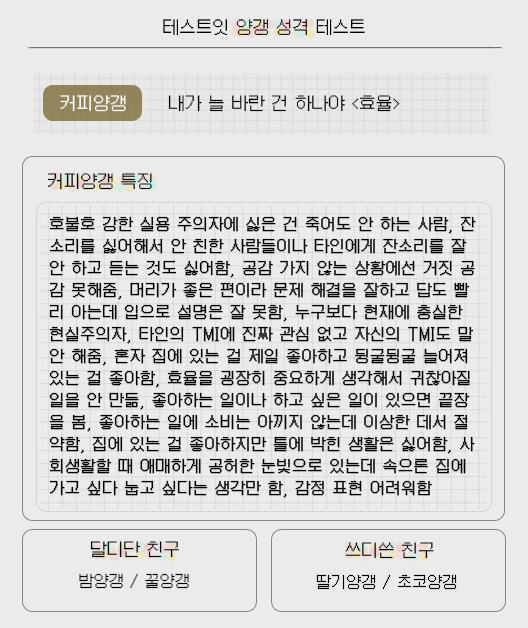 테스트잇 양갱 성격 테스트
커피양갱 내가 늘 바란 건 하나야 <효율>
커피양갱 특징
호불호 강한 실용 주의자에 싫은 건 죽어도 안 하는 사람, 잔
소리를 싫어해서 안 친한 사람들이나 타인에게 잔소리를 잘
안 하고 듣는 것도 싫어함, 공감 가지 않는 상황에선 거짓 공
감 못해줌, 머리가 좋은 편이라 문제 해결을 잘하고 답도 빨
리 아는데 입으로 설명은 잘 못함, 누구보다 현재에 충실한
현실주의자, 타인의 TMI에 진짜 관심 없고 자신의 TMI도 말
안 해줌, 혼자 집에 있는 걸 제일 좋아하고 뒹굴뒹굴 늘어져
있는 걸 좋아함, 효율을 굉장히 중요하게 생각해서 귀찮아질
일을 안 만듦, 좋아하는 일이나 하고 싶은 일이 있으면 끝장
을 봄, 좋아하는 일에 소비는 아끼지 않는데 이상한 데서 절
약함, 집에 있는 걸 좋아하지만 틀에 박힌 생활은 싫어함, 사
회생활할 때 애매하게 공허한 눈빛으로 있는데 속으론 집에
가고 싶다 눕고 싶다는 생각만 함, 감정 표현 어려워함
달디단 친구
밤양갱 / 꿀양갱
쓰디쓴 친구
딸기양갱 / 초코양갱